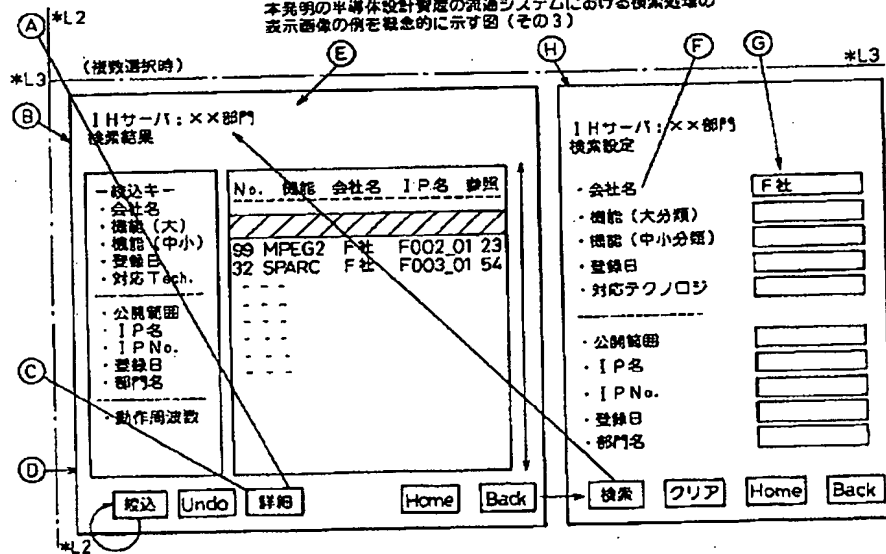 本発明の半導体設計資産の流通システムにおける検索処理の
表示画像の例を概念的に示す図(その3)
A
*L2
(複数選択時)
E
F
G
H
*L3
*L3
B
IHサーバ:××部門
検索結果
-絞込キー
・会社名
・機能(大)
・機能(中小)
・登録日
・対応Tech.
・公開範囲
・IP名
・IPNo.
・登録日
・部門名
・動作周波数
No. 機能 会社名 IP名 参照
99 MPEG2 F社 F002_01 23
32 SPARC F社 F003_01 54
C
D
絞込 Undo 詳細 Home Back
*L2
IHサーバ:××部門
検索設定
・会社名 F社
・機能(大分類)
・機能(中小分類)
・登録日
・対応テクノロジ
・公開範囲
・IP名
・IPNo.
・登録日
・部門名
検索 クリア Home Back